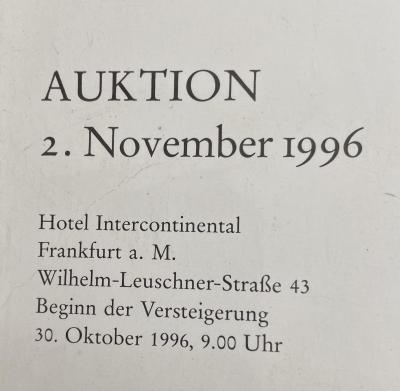 AUKTION
2. November 1996
Hotel Intercontinental
Frankfurt a. M.
Wilhelm-Leuschner-Straße 43
Beginn der Versteigerung
30. Oktober 1996, 9.00 Uhr